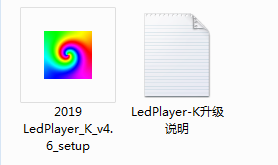 2019
LedPlayer_K_v4.
6_setup
LedPlayer-K升级
说明